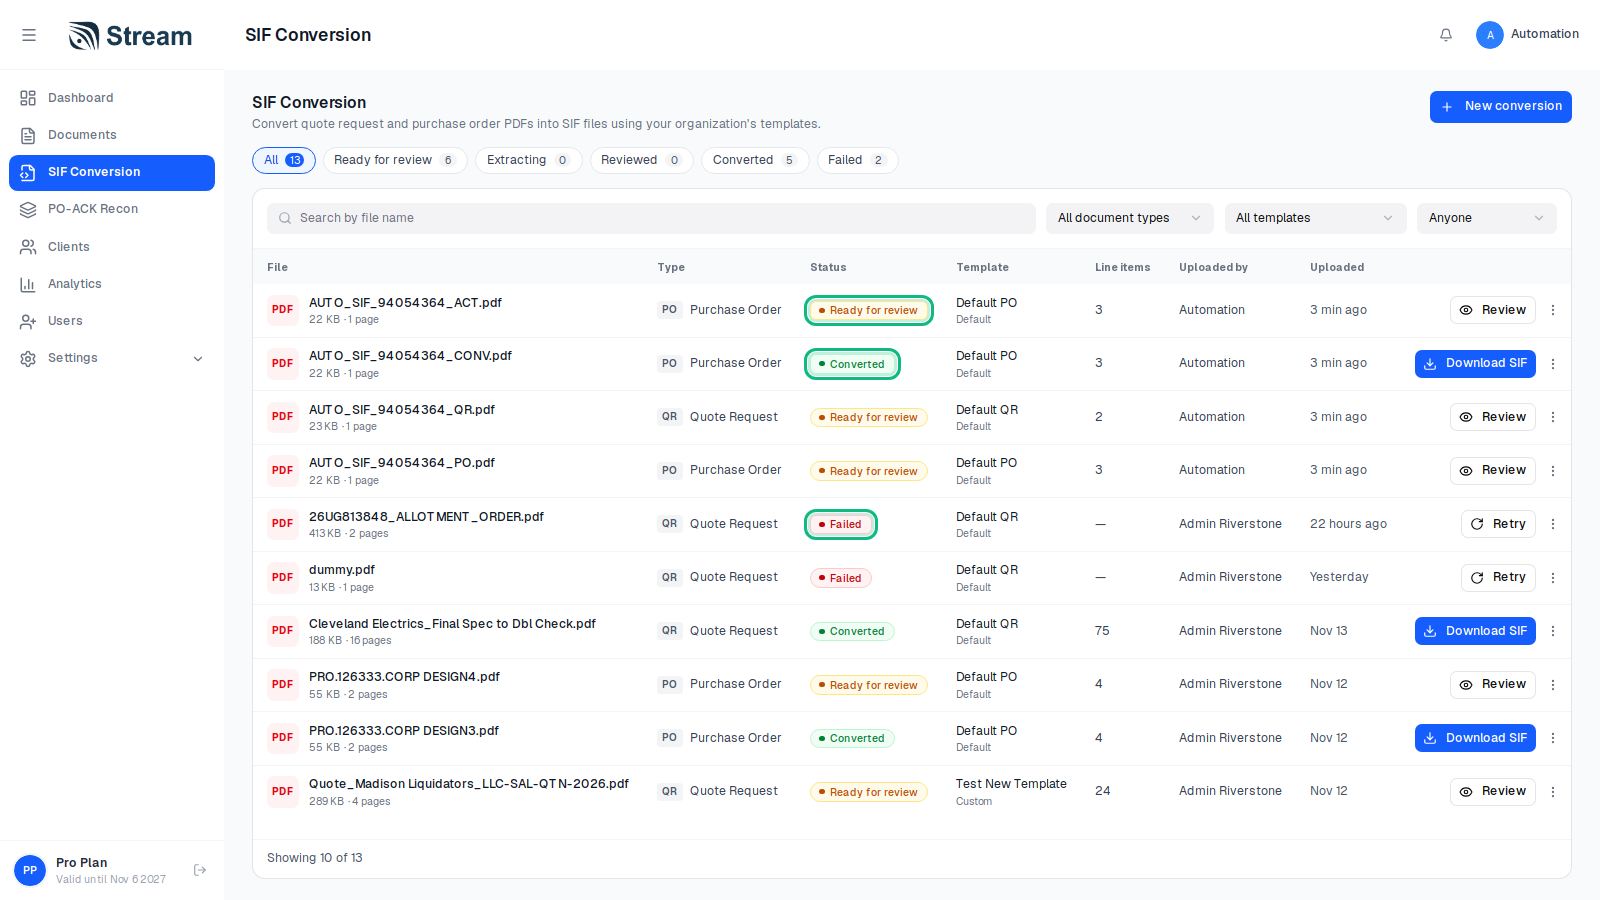 Stream
SIF Conversion
A
Automation
Dashboard
Documents
SIF Conversion
PO-ACK Recon
Clients
Analytics
Users
Settings
SIF Conversion
Convert quote request and purchase order PDFs into SIF files using your organization's templates.
New conversion
All 13
Ready for review 6
Extracting 0
Reviewed 0
Converted 5
Failed 2
Search by file name
All document types
All templates
Anyone
File Type Status Template Line items Uploaded by Uploaded
PDF AUTO_SIF_94054364_ACT.pdf PO Purchase Order Ready for review Default PO 3 Automation 3 min ago Review
22 KB · 1 page Default
PDF AUTO_SIF_94054364_CONV.pdf PO Purchase Order Converted Default PO 3 Automation 3 min ago Download SIF
22 KB · 1 page Default
PDF AUTO_SIF_94054364_QR.pdf QR Quote Request Ready for review Default QR 2 Automation 3 min ago Review
23 KB · 1 page Default
PDF AUTO_SIF_94054364_PO.pdf PO Purchase Order Ready for review Default PO 3 Automation 3 min ago Review
22 KB · 1 page Default
PDF 26UG813848_ALLOTMENT_ORDER.pdf QR Quote Request Failed Default QR — Admin Riverstone 22 hours ago Retry
413 KB · 2 pages Default
PDF dummy.pdf QR Quote Request Failed Default QR — Admin Riverstone Yesterday Retry
13 KB · 1 page Default
PDF Cleveland Electrics_Final Spec to Dbl Check.pdf QR Quote Request Converted Default QR 75 Admin Riverstone Nov 13 Download SIF
188 KB · 16 pages Default
PDF PRO.126333.CORP DESIGN4.pdf PO Purchase Order Ready for review Default PO 4 Admin Riverstone Nov 12 Review
55 KB · 2 pages Default
PDF PRO.126333.CORP DESIGN3.pdf PO Purchase Order Converted Default PO 4 Admin Riverstone Nov 12 Download SIF
55 KB · 2 pages Default
PDF Quote_Madison Liquidators_LLC-SAL-QTN-2026.pdf QR Quote Request Ready for review Test New Template 24 Admin Riverstone Nov 12 Review
289 KB · 4 pages Custom
Showing 10 of 13
PP
Pro Plan
Valid until Nov 6 2027